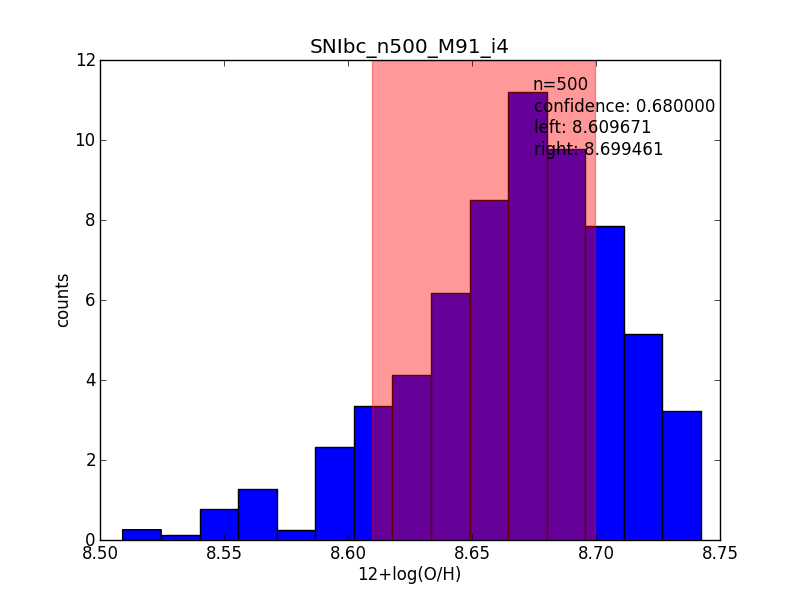 SNIbc_n500_M91_i4
n=500
confidence: 0.680000
left: 8.609671
right: 8.699461
12
10
8
6
4
2
0
counts
8.50 8.55 8.60 8.65 8.70 8.75
12+log(O/H)